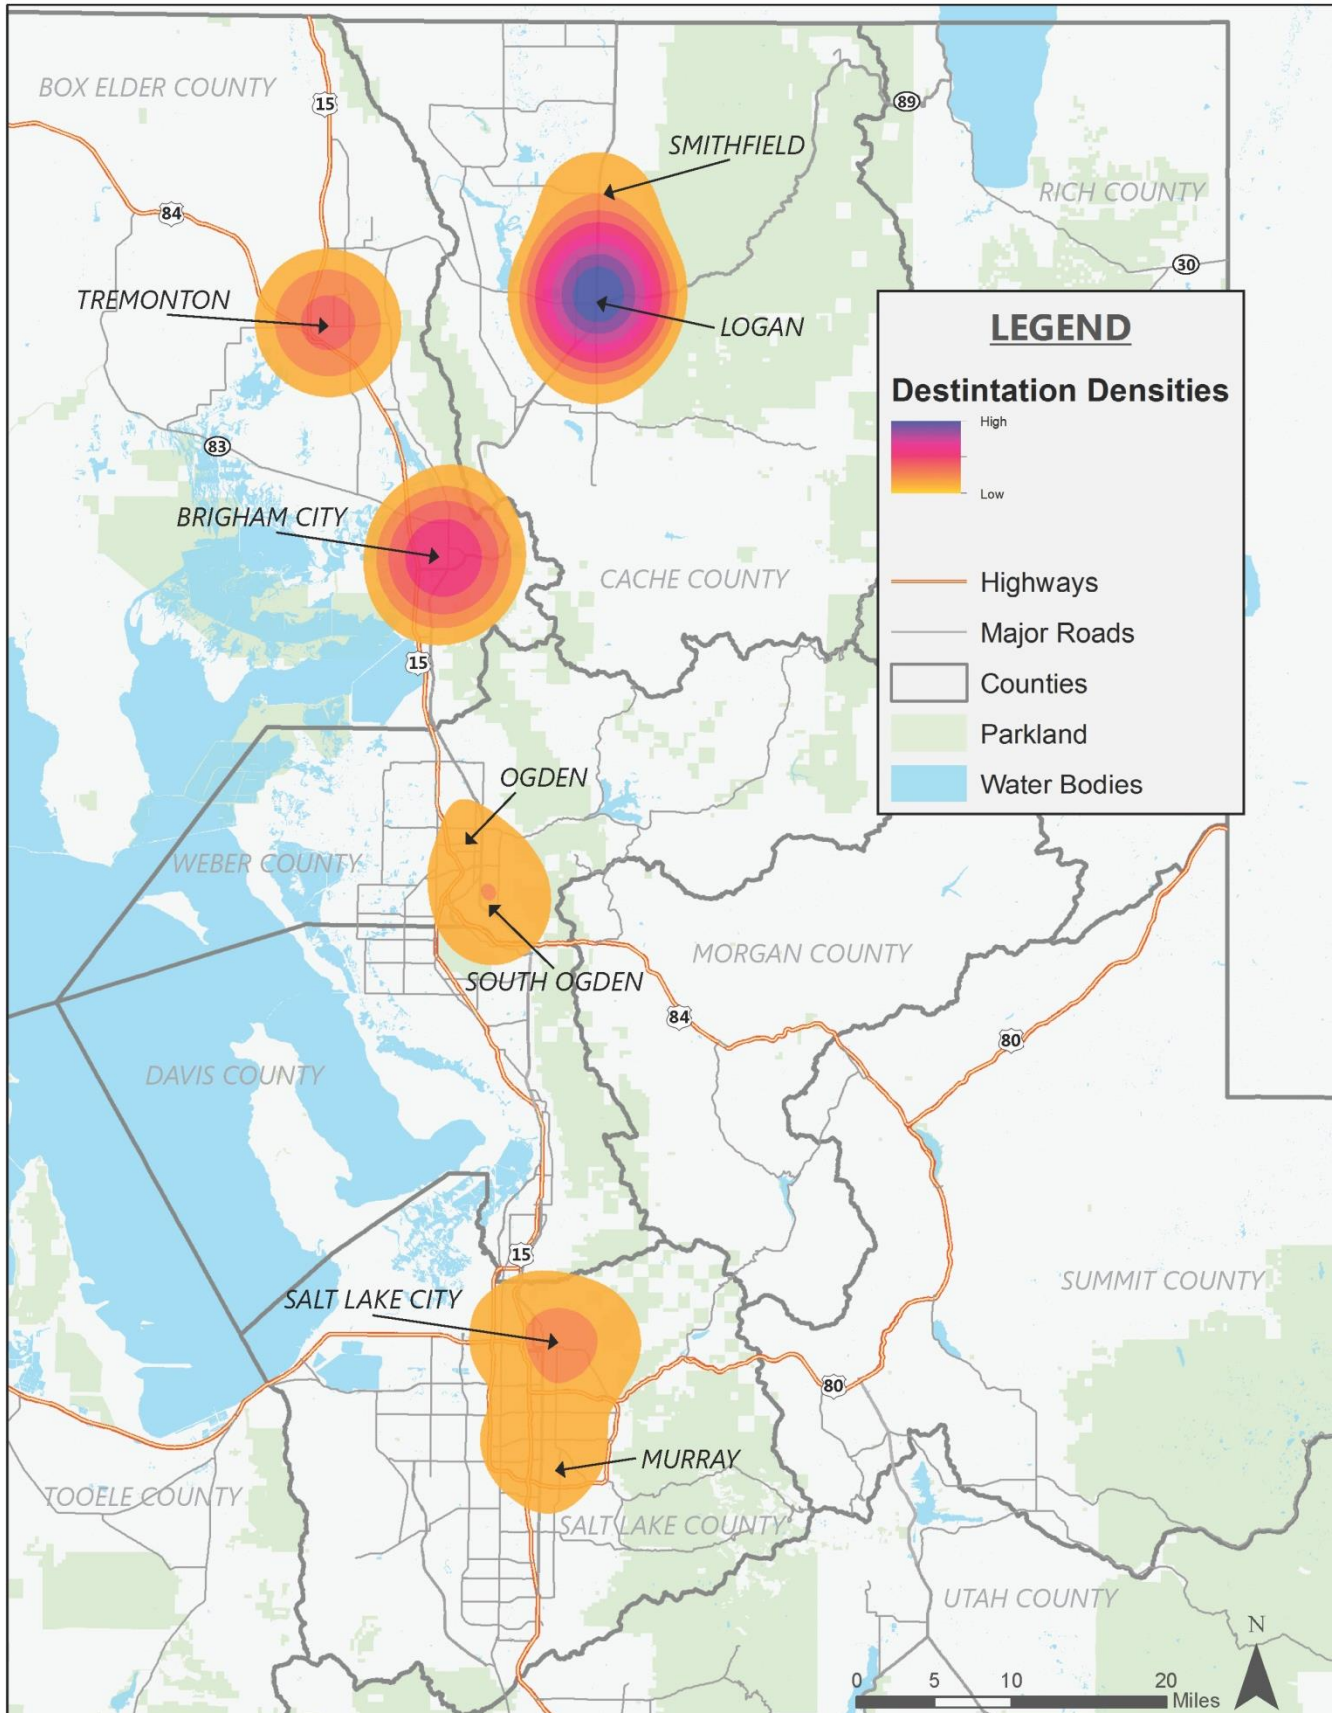 BOX ELDER COUNTY
15
89
SMITHFIELD
RICH COUNTY
84
30
TREMONTON
LOGAN
LEGEND
Destintation Densities
High
Low
83
BRIGHAM CITY
CACHE COUNTY
Highways
Major Roads
15
Counties
Parkland
OGDEN
Water Bodies
WEBER COUNTY
MORGAN COUNTY
SOUTH OGDEN
84
80
DAVIS COUNTY
15
SUMMIT COUNTY
SALT LAKE CITY
80
MURRAY
TOOELE COUNTY
SALT LAKE COUNTY
UTAH COUNTY
N
0 5 10 20
Miles